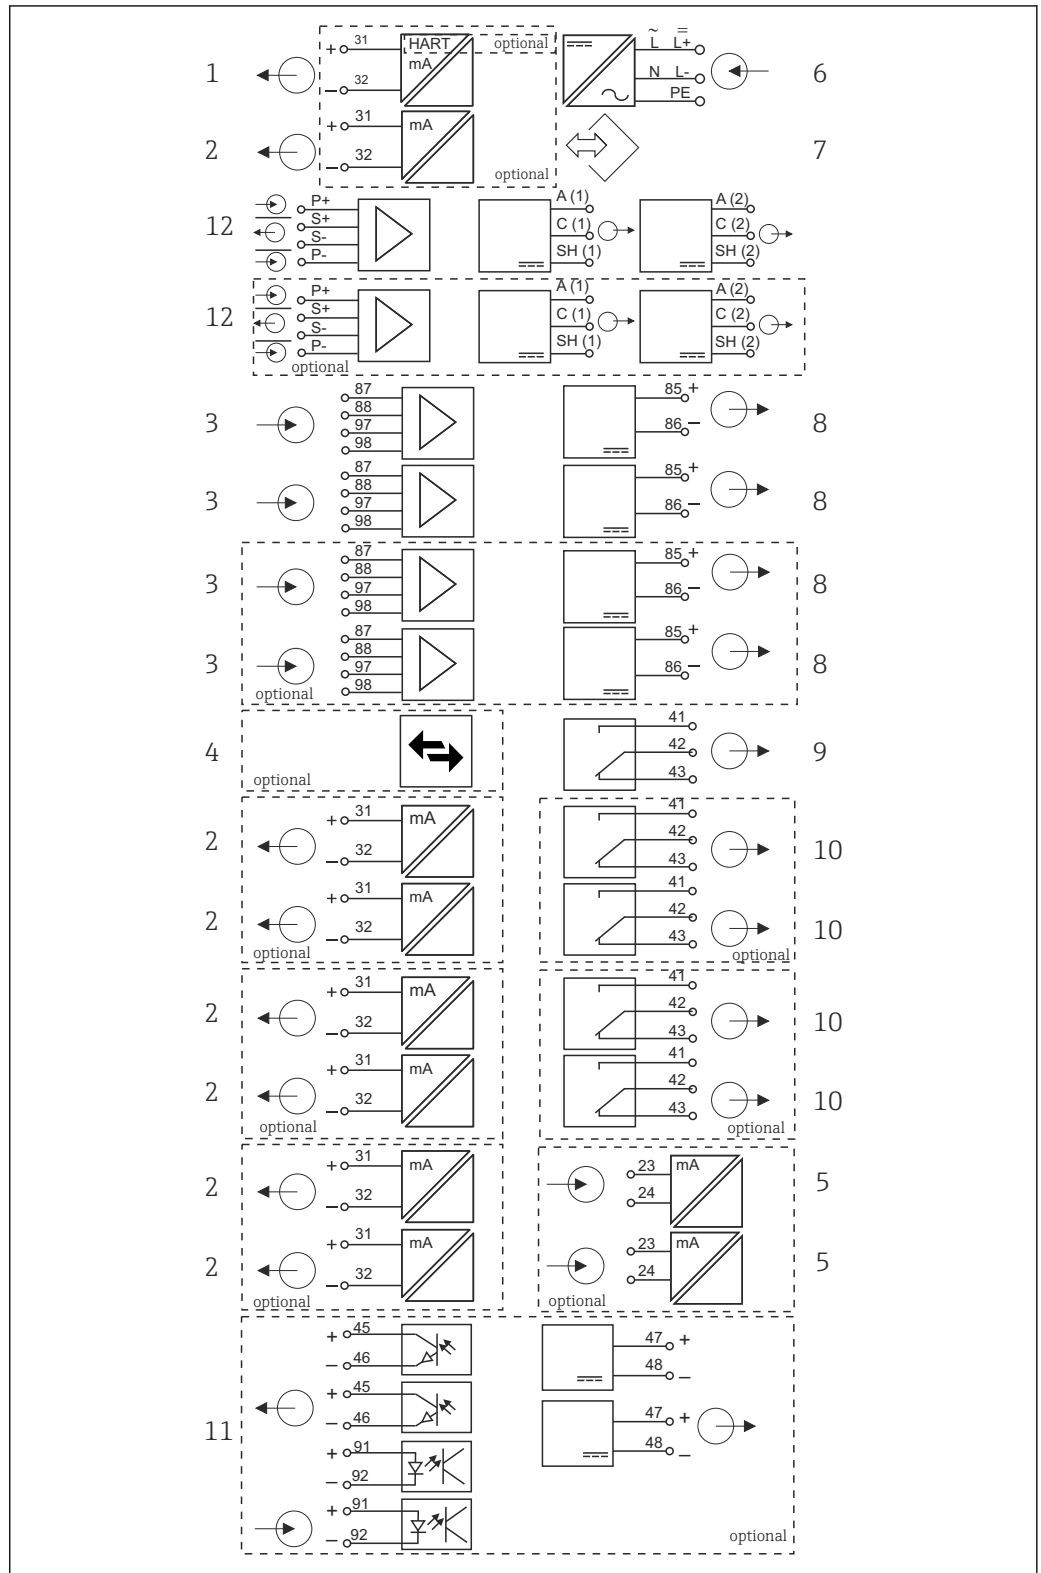 + 31 HART optional ~ L = L+
1 mA 6
– 32 N L-
PE
+ 31 mA
2 7
– 32
optional
P+ A (1) A (2)
12 S+ C (1) C (2)
S-
P- SH (1) SH (2)
P+ A (1) A (2)
12 S+ C (1) C (2)
S-
P- SH (1) SH (2)
optional
87 85 +
3 88 8
97 86 –
98
87 85 +
3 88 8
97 86 –
98
87 85 +
3 88 8
97 86 –
98
87 85 +
3 88 8
97 86 –
98
optional
41
4 42 9
optional 43
+ 31 mA 41
2 42 10
– 32 43
+ 31 mA 41
2 42 10
– 32 43
optional optional
+ 31 mA 41
2 42 10
– 32 43
+ 31 mA 41
2 42 10
– 32 43
optional optional
+ 31 mA 23 mA
2 5
– 32 24
+ 31 mA 23 mA
2 5
– 32 24
optional optional
+ 45 47 +
– 46 48 –
+ 45 47 +
– 46 48 –
11
+ 91
– 92
+ 91
– 92 optional